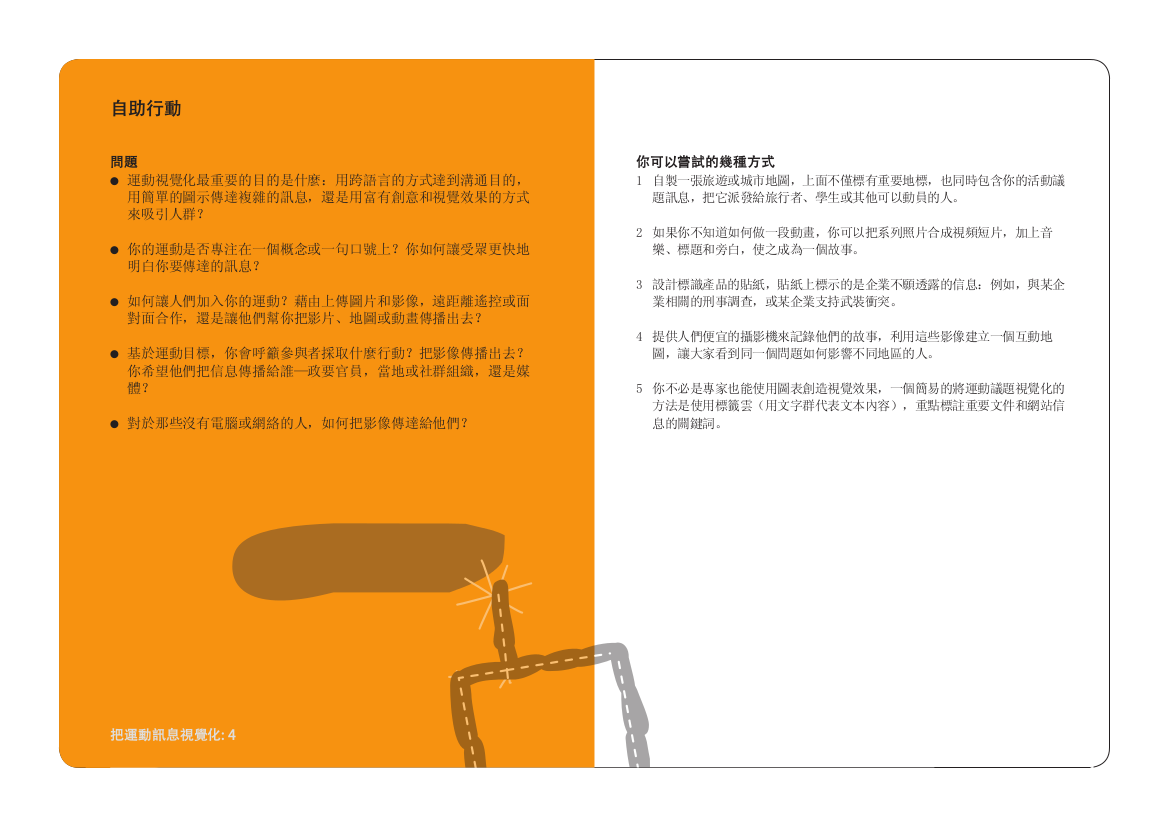 自助行動
問題
● 運動視覺化最重要的目的是什麼：用跨語言的方式達到溝通目的，
用簡單的圖示傳達複雜的訊息，還是用富有創意和視覺效果的方式
來吸引人群？
● 你的運動是否專注在一個概念或一句口號上？你如何讓受眾更快地
明白你要傳達的訊息？
● 如何讓人們加入你的運動？藉由上傳圖片和影像，遠距離遙控或面
對面合作，還是讓他們幫你把影片、地圖或動畫傳播出去？
● 基於運動目標，你會呼籲參與者採取什麼行動？把影像傳播出去？
你希望他們把信息傳播給誰—政要官員，當地或社群組織，還是媒
體？
● 對於那些沒有電腦或網絡的人，如何把影像傳達給他們？
把運動訊息視覺化: 4
你可以嘗試的幾種方式
1 自製一張旅遊或城市地圖，上面不僅標有重要地標，也同時包含你的活動議
題訊息，把它派發給旅行者、學生或其他可以動員的人。
2 如果你不知道如何做一段動畫，你可以把系列照片合成視頻短片，加上音
樂、標題和旁白，使之成為一個故事。
3 設計標識產品的貼紙，貼紙上標示的是企業不願透露的信息：例如，與某企
業相關的刑事調查，或某企業支持武裝衝突。
4 提供人們便宜的攝影機來記錄他們的故事，利用這些影像建立一個互動地
圖，讓大家看到同一個問題如何影響不同地區的人。
5 你不必是專家也能使用圖表創造視覺效果，一個簡易的將運動議題視覺化的
方法是使用標籤雲（用文字群代表文本內容），重點標註重要文件和網站信
息的關鍵詞。